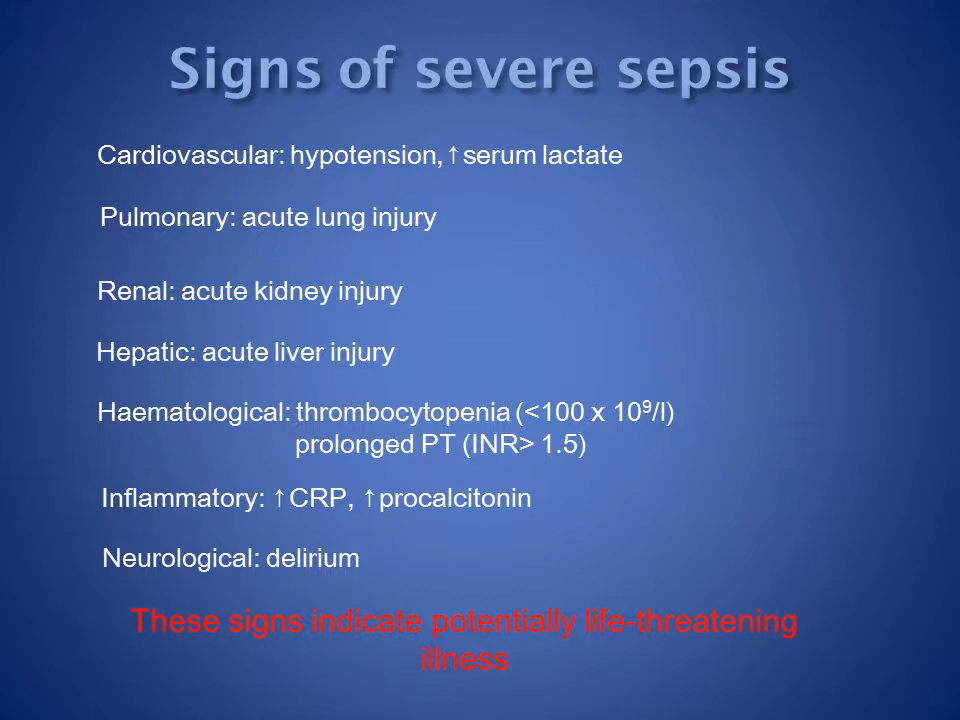 Signs of severe sepsis
Cardiovascular: hypotension, ↑ serum lactate
Pulmonary: acute lung injury
Renal: acute kidney injury
Hepatic: acute liver injury
Haematological: thrombocytopenia (<100 x 10⁹/l)
prolonged PT (INR> 1.5)
Inflammatory: ↑ CRP, ↑ procalcitonin
Neurological: delirium
These signs indicate potentially life-threatening
illness